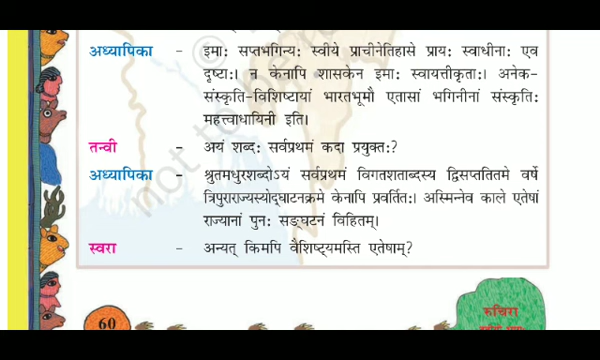 अध्यापिका - इमाः सप्तभगिन्यः स्वीये प्राचीनेतिहासे प्रायः स्वाधीनाः एव
दृष्टाः। न केनापि शासकेन इमाः स्वायत्तीकृताः। अनेक-
संस्कृति-विशिष्टायां भारतभूमौ एतासां भगिनीनां संस्कृतिः
महत्त्वाधायिनी इति।
तन्वी - अयं शब्दः सर्वप्रथमं कदा प्रयुक्तः?
अध्यापिका - श्रुतमधुरशब्दोऽयं सर्वप्रथमं विगतशताब्दस्य द्विसप्ततितमे वर्षे
त्रिपुराराज्यस्योद्घाटनक्रमे केनापि प्रवर्तितः। अस्मिन्नेव काले एतेषां
राज्यानां पुनः सङ्घटनं विहितम्।
स्वरा - अन्यत् किमपि वैशिष्ट्यमस्ति एतेषाम्?
60
रुचिरा